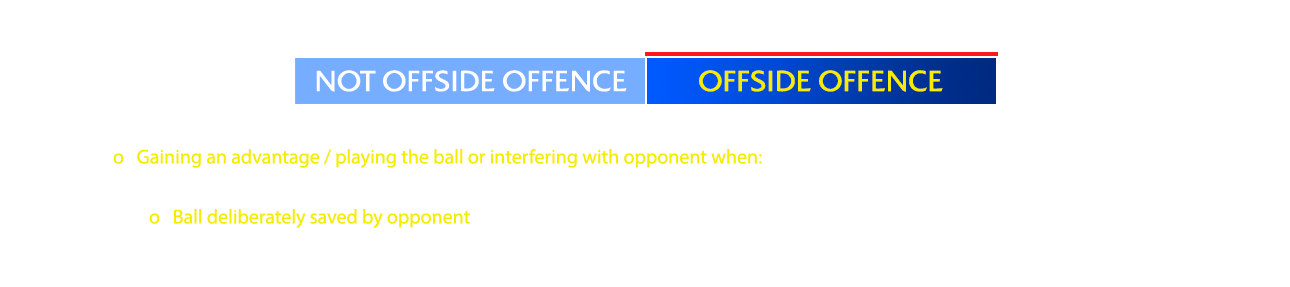 NOT OFFSIDE OFFENCE OFFSIDE OFFENCE
o Gaining an advantage / playing the ball or interfering with opponent when:
o Ball deliberately saved by opponent